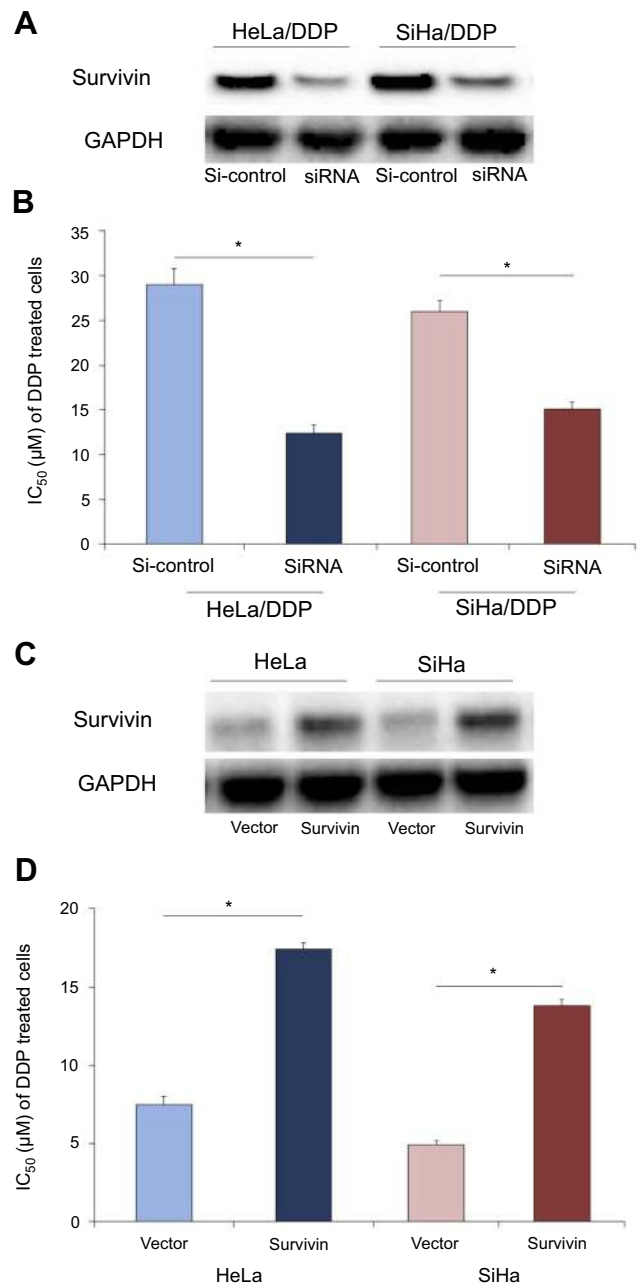 A
HeLa/DDP SiHa/DDP
Survivin
GAPDH
Si-control siRNA Si-control siRNA
B
IC50 (µM) of DDP treated cells
35
30
25
20
15
10
5
0
* *
Si-control SiRNA Si-control SiRNA
HeLa/DDP SiHa/DDP
C
HeLa SiHa
Survivin
GAPDH
Vector Survivin Vector Survivin
D
IC50 (µM) of DDP treated cells
20
15
10
5
0
* *
Vector Survivin Vector Survivin
HeLa SiHa